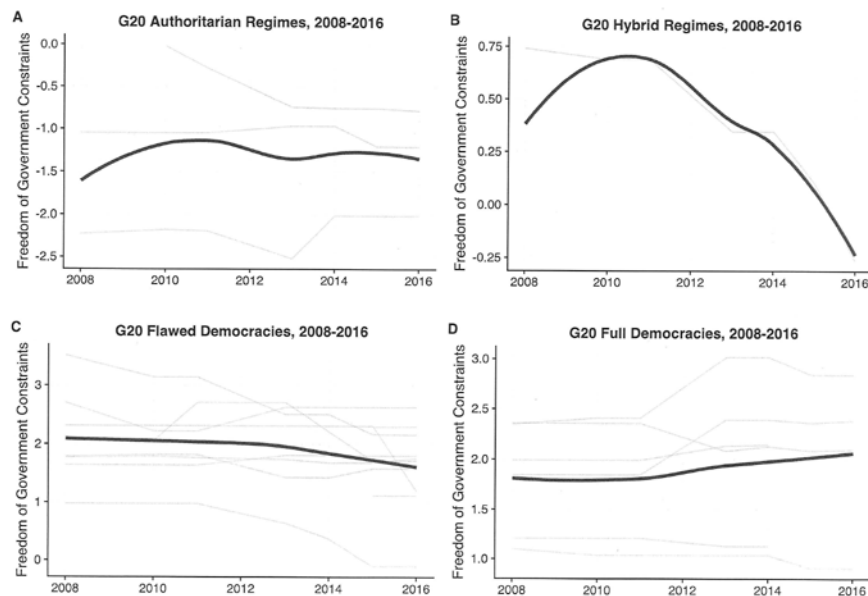 A
G20 Authoritarian Regimes, 2008-2016
Freedom of Government Constraints
0.0
-0.5
-1.0
-1.5
-2.0
-2.5
2008 2010 2012 2014 2016
B
G20 Hybrid Regimes, 2008-2016
Freedom of Government Constraints
0.75
0.50
0.25
0.00
-0.25
2008 2010 2012 2014 2016
C
G20 Flawed Democracies, 2008-2016
Freedom of Government Constraints
3
2
1
0
2008 2010 2012 2014 2016
D
G20 Full Democracies, 2008-2016
Freedom of Government Constraints
3.0
2.5
2.0
1.5
1.0
2008 2010 2012 2014 2016